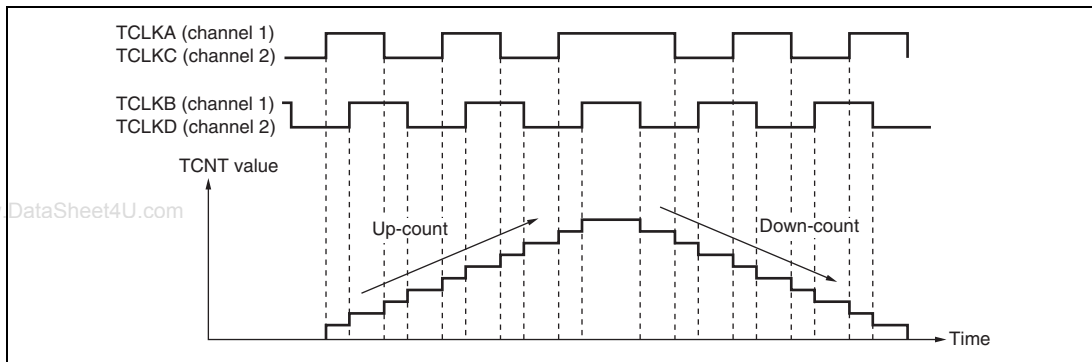 TCLKA (channel 1)
TCLKC (channel 2)
TCLKB (channel 1)
TCLKD (channel 2)
TCNT value
.DataSheet4U.com
Up-count
Down-count
Time